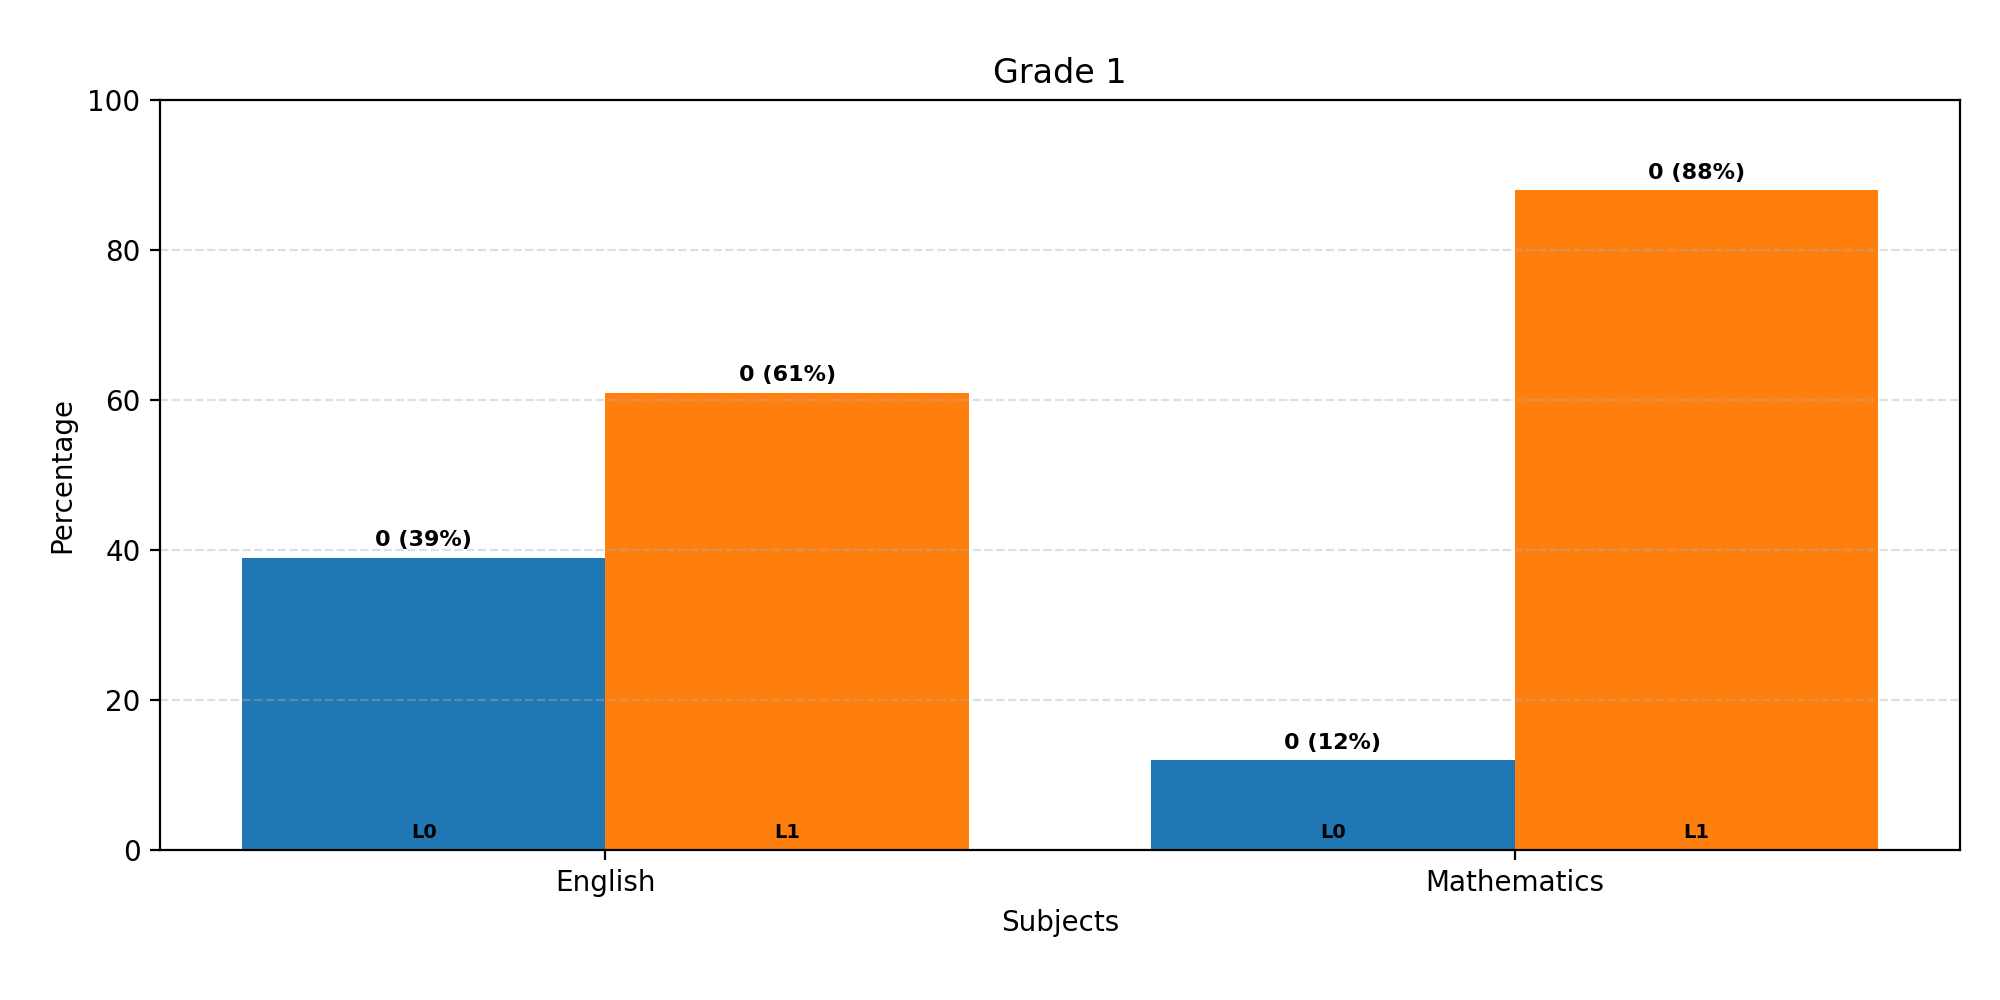 Grade 1
100
80
60
40
20
0
Percentage
0 (39%)
0 (61%)
0 (12%)
0 (88%)
L0
L1
L0
L1
English
Mathematics
Subjects